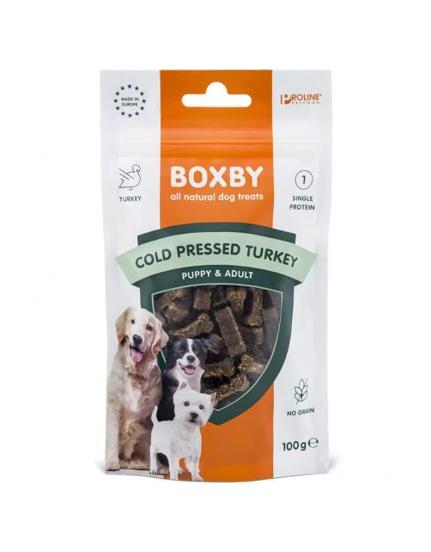 MADE IN
EUROPE
PROLINE®
PETFOOD
BOXBY
all natural dog treats
TURKEY
1
SINGLE
PROTEIN
COLD PRESSED TURKEY
PUPPY & ADULT
NO GRAIN
100g℮